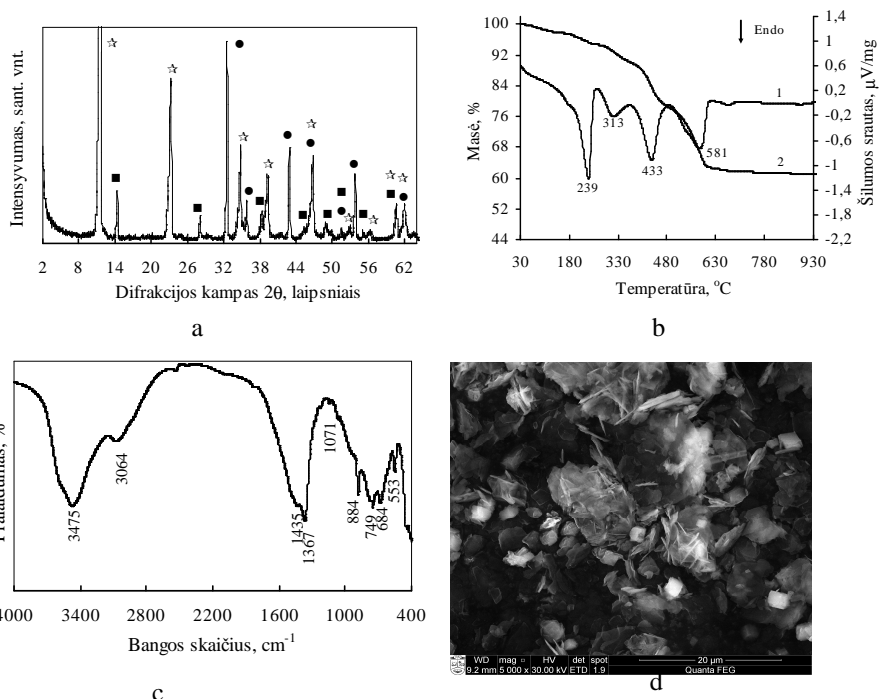 Intensyvumas, sant. vnt.
2 8 14 20 26 32 38 44 50 56 62
Difrakcijos kampas 2θ, laipsniais
a
100
92
84
76
68
60
52
44
Masė, %
30 180 330 480 630 780 930
Temperatūra, °C
1,4
1
0,6
0,2
-0,2
-0,6
-1
-1,4
-1,8
-2,2
Šilumos srautas, μV/mg
Endo
1
2
239
313
433
581
b
%
3475
3064
1435
1367
1071
884
749
684
553
4000 3400 2800 2200 1600 1000 400
Bangos skaičius, cm-1
c
WD mag HV det spot
9.2 mm 5 000 x 30.00 kV ETD 1.9
20 μm
Quanta FEG
d